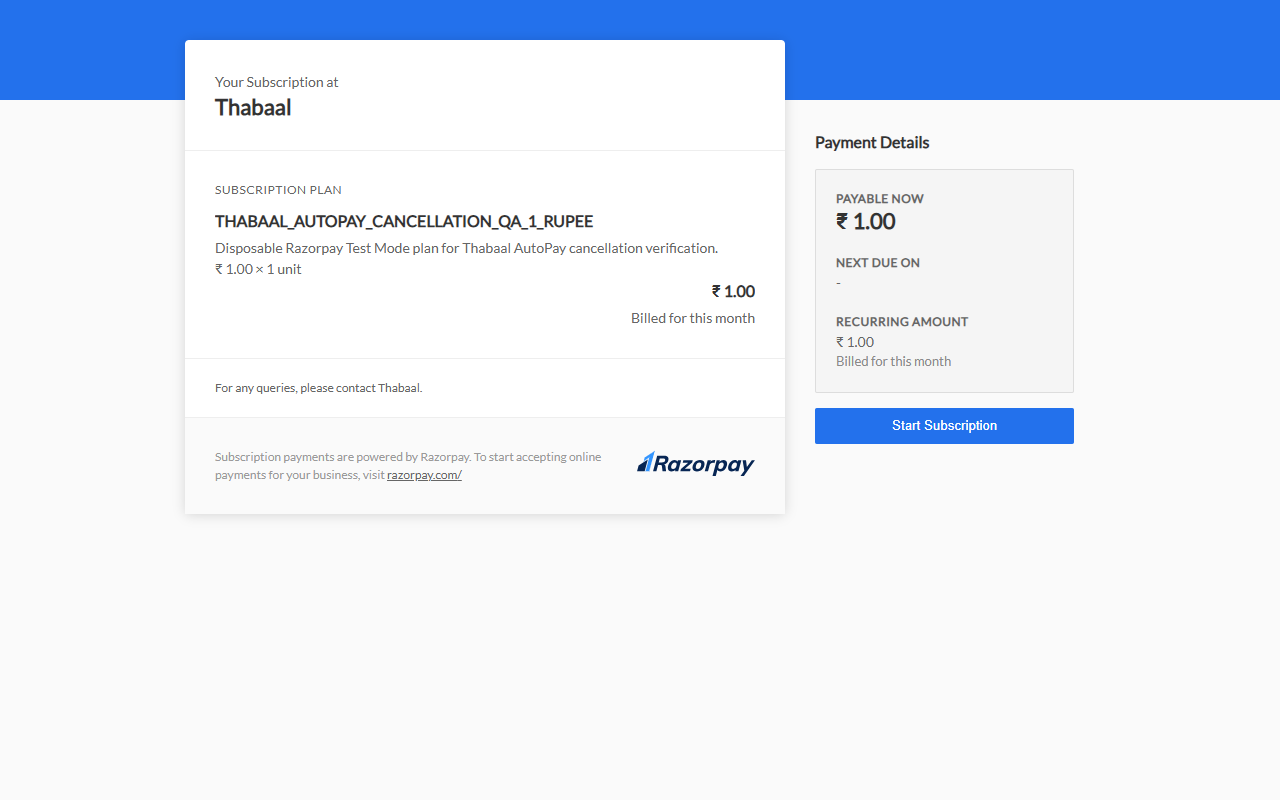 Your Subscription at
Thabaal
SUBSCRIPTION PLAN
THABAAL_AUTOPAY_CANCELLATION_QA_1_RUPEE
Disposable Razorpay Test Mode plan for Thabaal AutoPay cancellation verification.
₹ 1.00 × 1 unit
₹ 1.00
Billed for this month
For any queries, please contact Thabaal.
Subscription payments are powered by Razorpay. To start accepting online
payments for your business, visit razorpay.com/
Razorpay
Payment Details
PAYABLE NOW
₹ 1.00
NEXT DUE ON
-
RECURRING AMOUNT
₹ 1.00
Billed for this month
Start Subscription